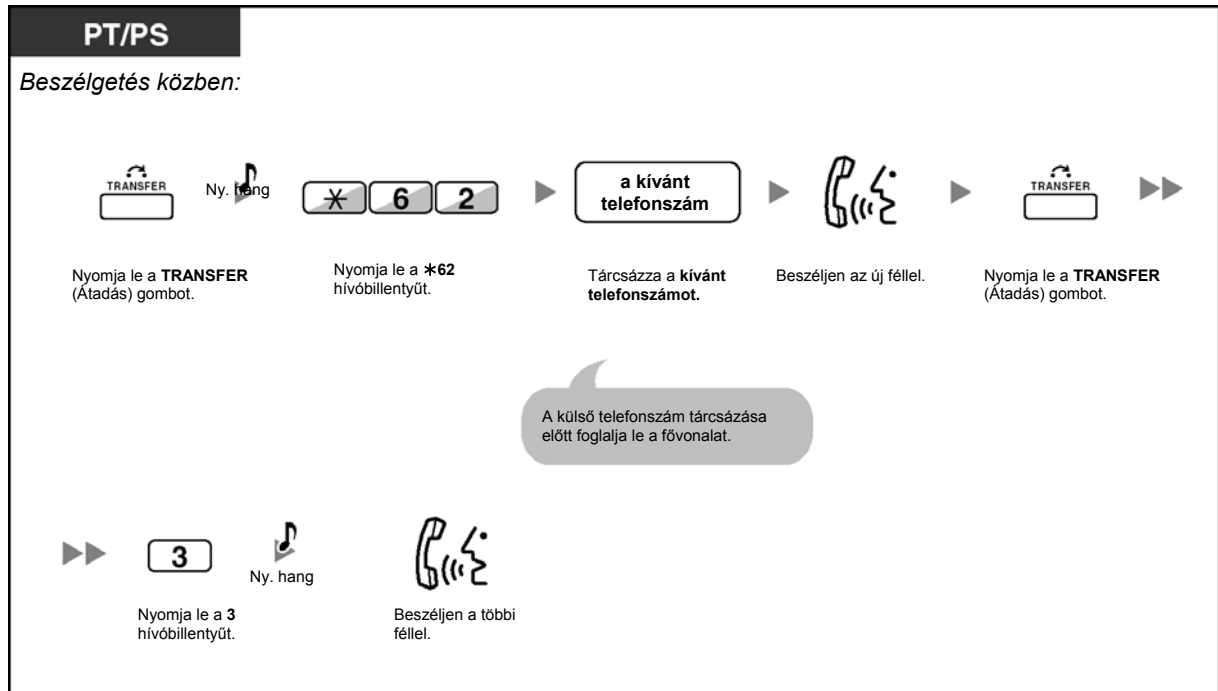 PT/PS
Beszélgetés közben:
TRANSFER
Ny. hang
* 6 2
a kívánt
telefonszám
TRANSFER
Nyomja le a TRANSFER
(Átadás) gombot.
Nyomja le a *62
hívóbillentyűt.
Tárcsázza a kívánt
telefonszámot.
Beszéljen az új féllel.
Nyomja le a TRANSFER
(Átadás) gombot.
A külső telefonszám tárcsázása
előtt foglalja le a fővonalat.
3
Ny. hang
Nyomja le a 3
hívóbillentyűt.
Beszéljen a többi
féllel.